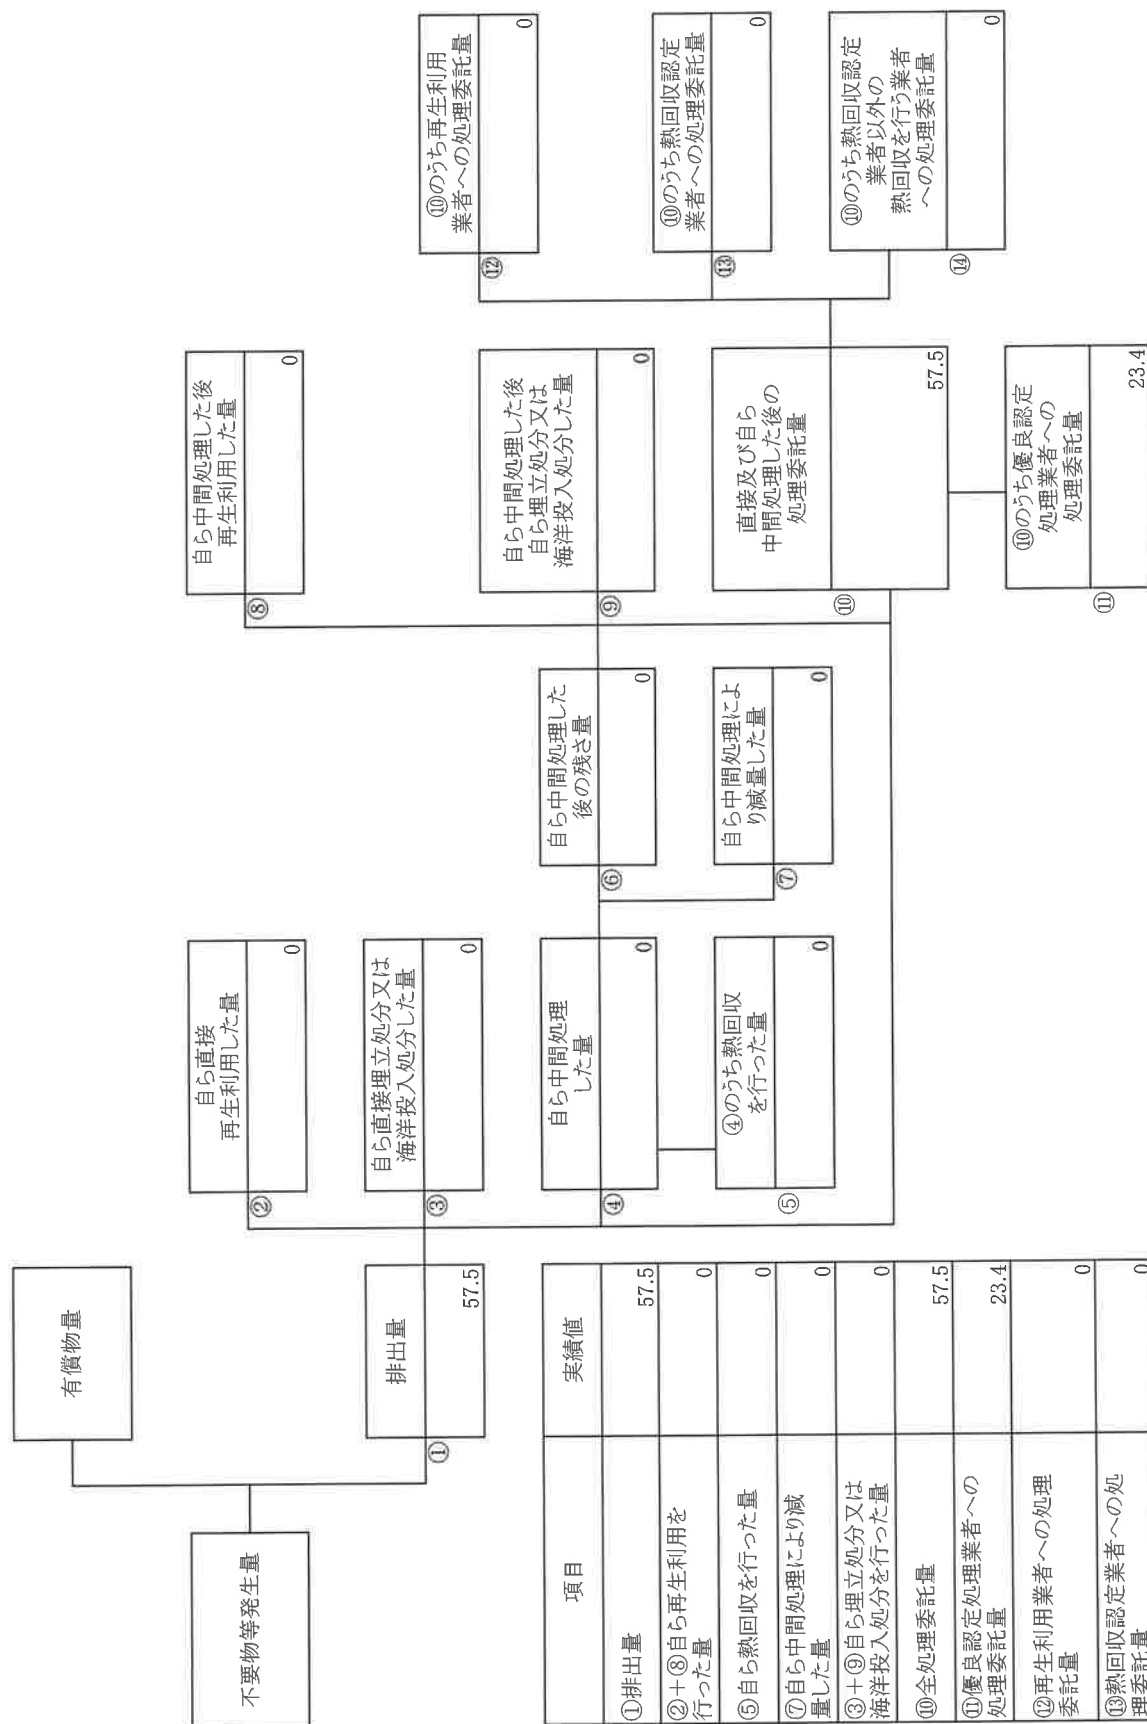 不要物等発生量
有償物量
排出量
①
57.5
自ら直接
再生利用した量
②
0
自ら直接埋立処分又は
海洋投入処分した量
③
0
自ら中間処理
した量
④
0
④のうち熱回収
を行った量
⑤
0
自ら中間処理した
後の残さ量
⑥
0
自ら中間処理によ
り減量した量
⑦
0
自ら中間処理した後
再生利用した量
⑧
0
自ら中間処理した後
自ら埋立処分又は
海洋投入処分した量
⑨
0
直接及び自ら
中間処理した後の
処理委託量
⑩
57.5
⑩のうち優良認定
処理業者への
処理委託量
⑪
23.4
⑩のうち再生利用
業者への処理委託量
⑫
0
⑩のうち熱回収認定
業者への処理委託量
⑬
0
⑩のうち熱回収認定
業者以外の
熱回収を行う業者
への処理委託量
⑭
0
項目 実績値
①排出量 57.5
②+⑧自ら再生利用を
行った量 0
⑤自ら熱回収を行った量 0
⑦自ら中間処理により減
量した量 0
③+⑨自ら埋立処分又は
海洋投入処分を行った量 0
⑩全処理委託量 57.5
⑪優良認定処理業者への
処理委託量 23.4
⑫再生利用業者への処理
委託量 0
⑬熱回収認定業者への処
理委託量 0